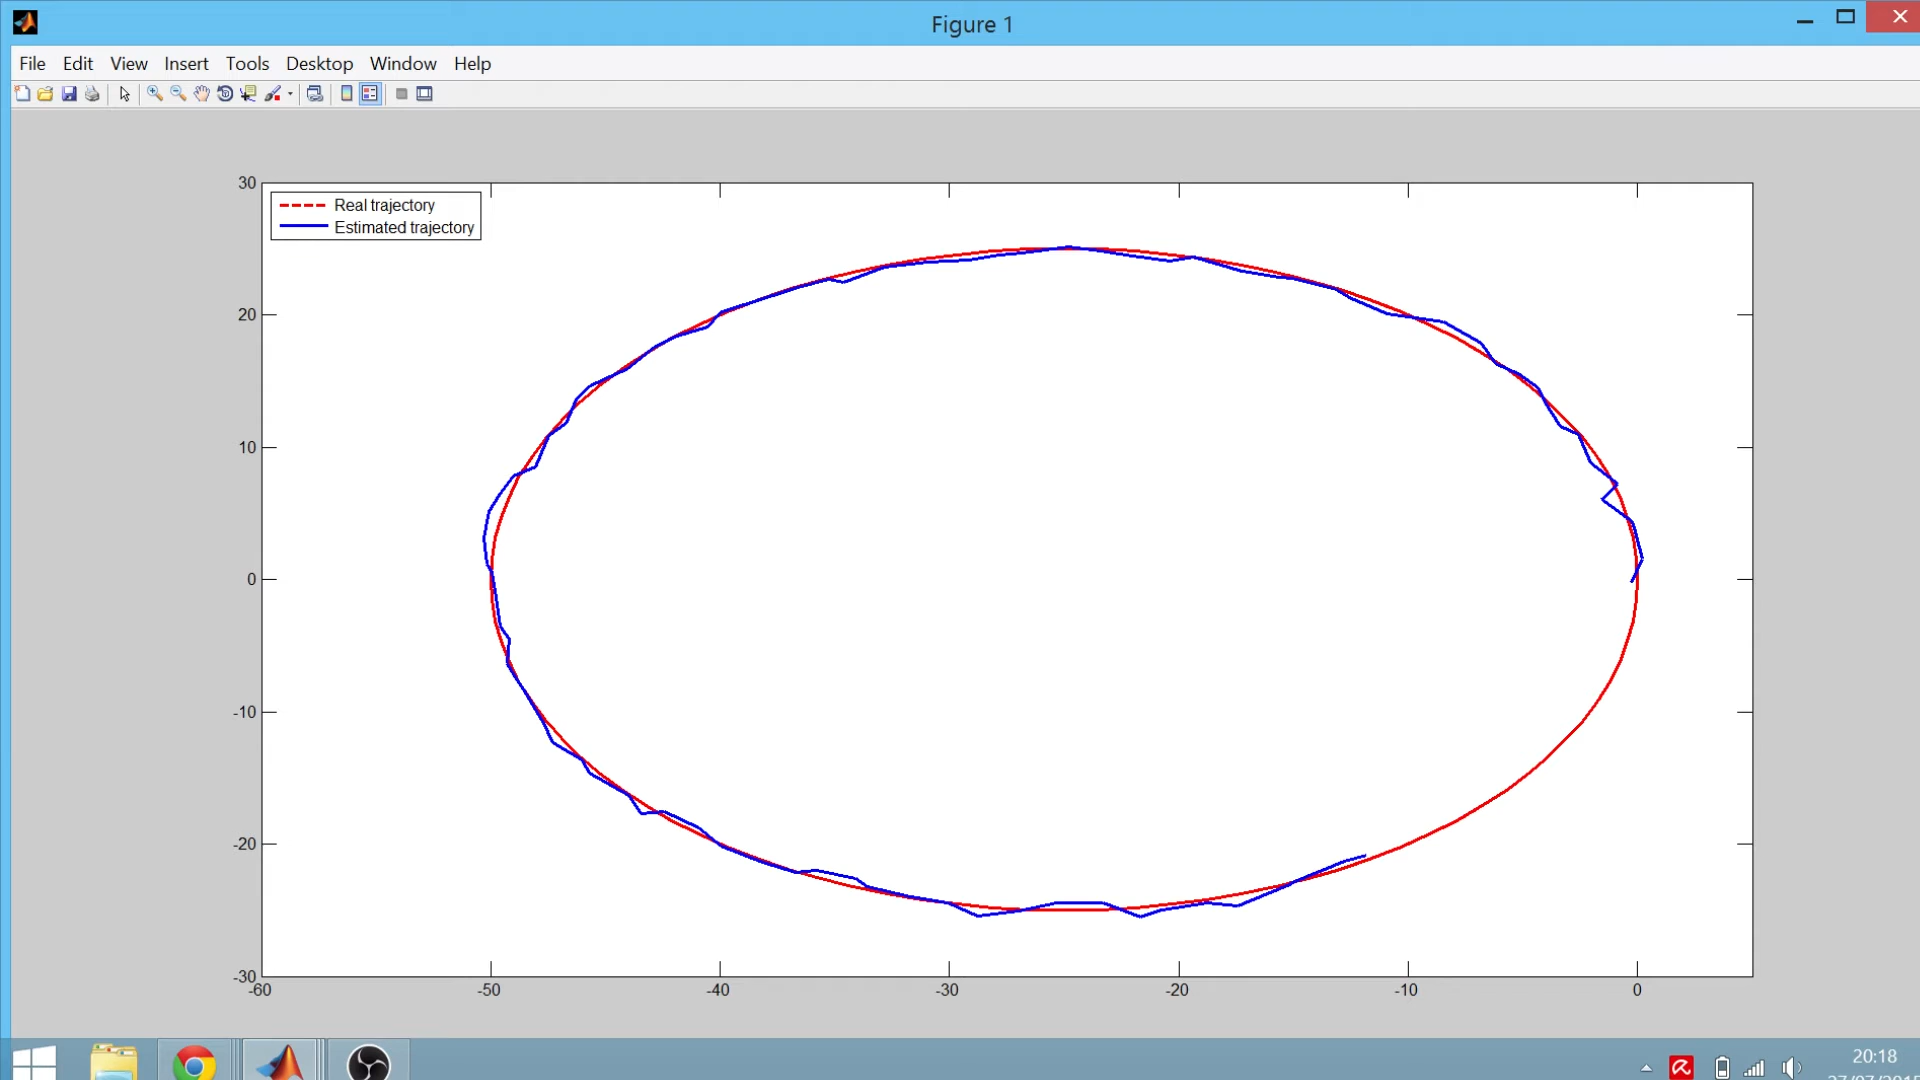 Figure 1
File Edit View Insert Tools Desktop Window Help
30
Real trajectory
Estimated trajectory
20
10
0
-10
-20
-30
-60 -50 -40 -30 -20 -10 0
20:18